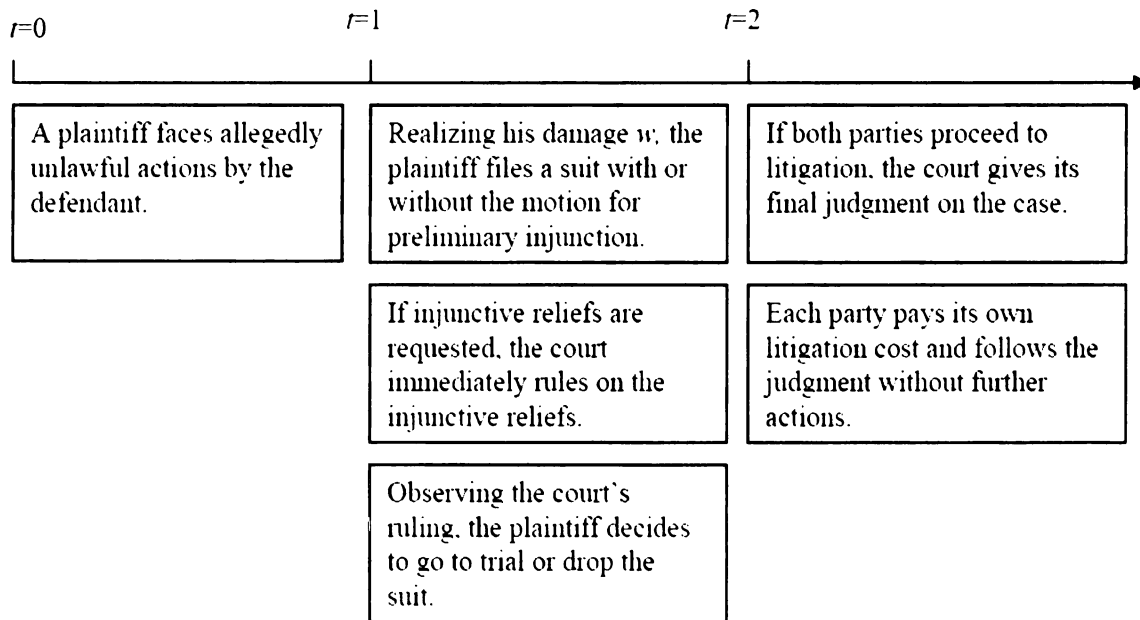 t=0
t=1
t=2
A plaintiff faces allegedly
unlawful actions by the
defendant.
Realizing his damage w, the
plaintiff files a suit with or
without the motion for
preliminary injunction.
If injunctive reliefs are
requested, the court
immediately rules on the
injunctive reliefs.
Observing the court`s
ruling, the plaintiff decides
to go to trial or drop the
suit.
If both parties proceed to
litigation, the court gives its
final judgment on the case.
Each party pays its own
litigation cost and follows the
judgment without further
actions.